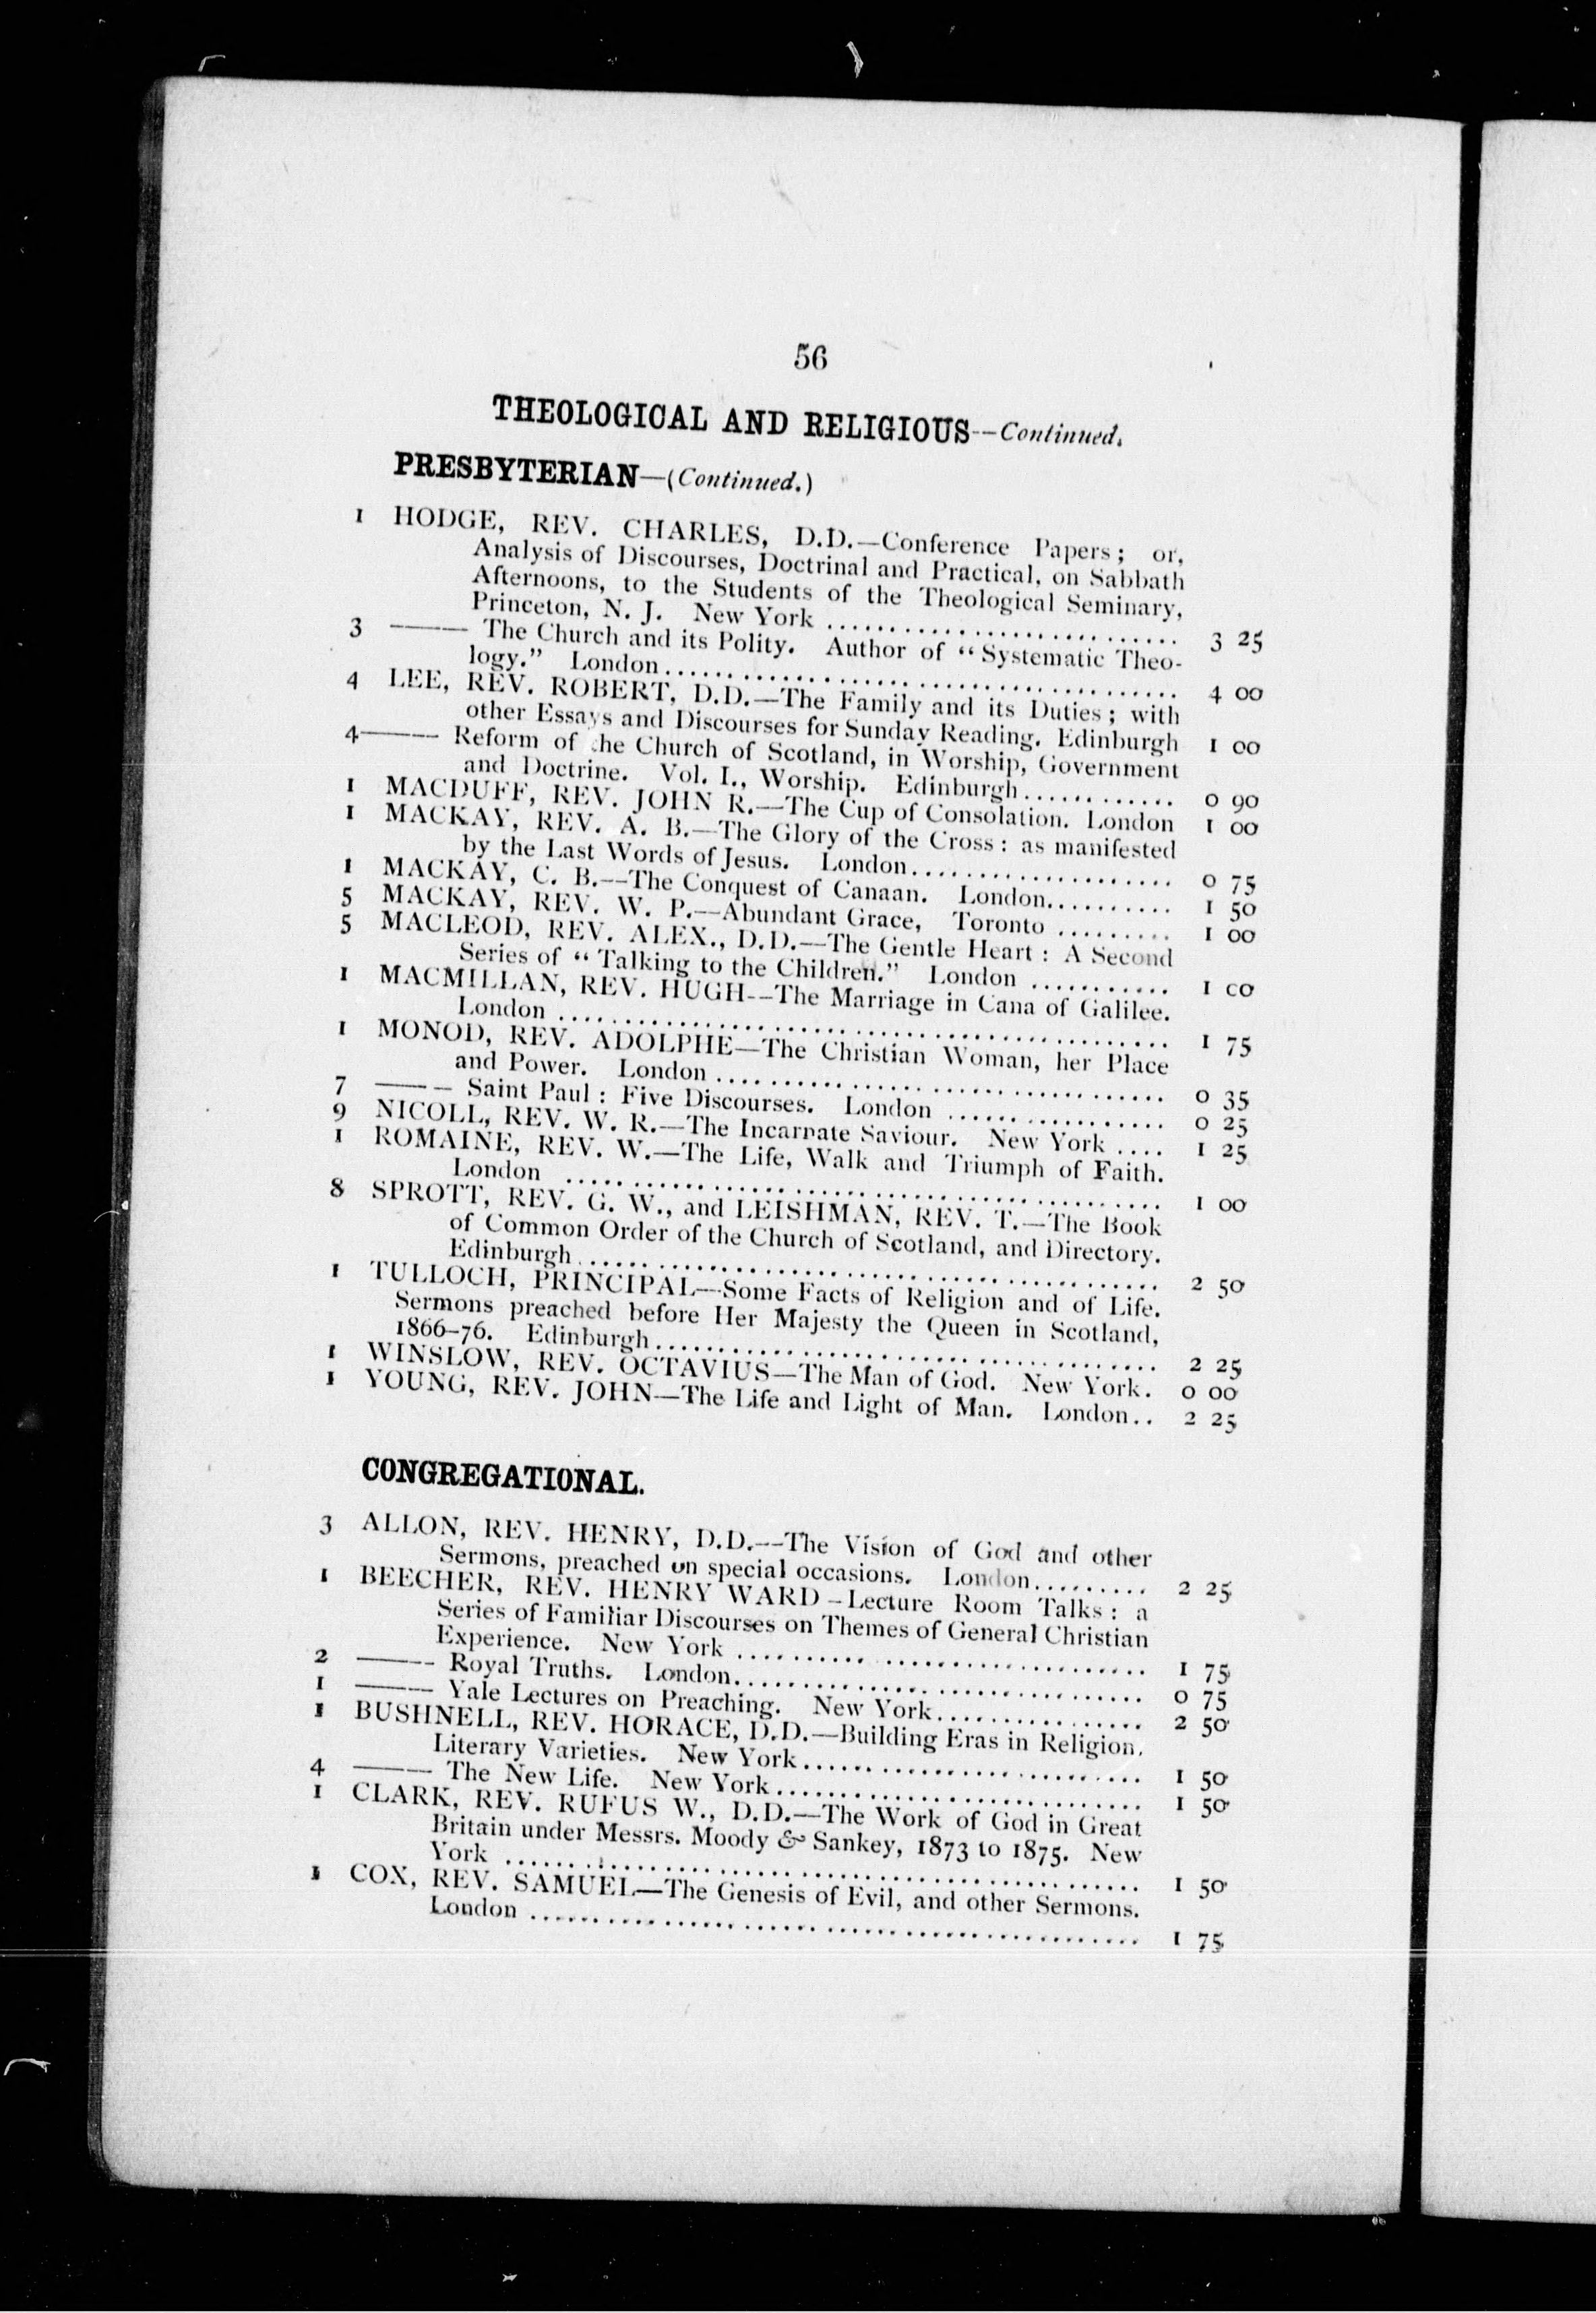 56
THEOLOGICAL AND RELIGIOUS—Continued.
PRESBYTERIAN—(Continued.)
1 HODGE, REV. CHARLES, D.D.—Conference Papers; or,
Analysis of Discourses, Doctrinal and Practical, on Sabbath
Afternoons, to the Students of the Theological Seminary,
Princeton, N. J. New York ........................... 3 25
3 ——— The Church and its Polity. Author of "Systematic Theo-
logy." London....................................... 4 00
4 LEE, REV. ROBERT, D.D.—The Family and its Duties; with
other Essays and Discourses for Sunday Reading. Edinburgh 1 00
4——— Reform of the Church of Scotland, in Worship, Government
and Doctrine. Vol. I., Worship. Edinburgh............ 0 90
1 MACDUFF, REV. JOHN R.—The Cup of Consolation. London 1 00
1 MACKAY, REV. A. B.—The Glory of the Cross: as manifested
by the Last Words of Jesus. London.................... 0 75
1 MACKAY, C. B.—The Conquest of Canaan. London.......... 1 50
5 MACKAY, REV. W. P.—Abundant Grace, Toronto ......... 1 00
5 MACLEOD, REV. ALEX., D.D.—The Gentle Heart: A Second
Series of "Talking to the Children." London ........... 1 00
1 MACMILLAN, REV. HUGH--The Marriage in Cana of Galilee.
London .............................................. 1 75
1 MONOD, REV. ADOLPHE—The Christian Woman, her Place
and Power. London .................................. 0 35
7 ——— Saint Paul: Five Discourses. London ................. 0 25
9 NICOLL, REV. W. R.—The Incarnate Saviour. New York .... 1 25
1 ROMAINE, REV. W.—The Life, Walk and Triumph of Faith.
London .............................................. 1 00
8 SPROTT, REV. G. W., and LEISHMAN, REV. T.—The Book
of Common Order of the Church of Scotland, and Directory.
Edinburgh............................................ 2 50
1 TULLOCH, PRINCIPAL—Some Facts of Religion and of Life.
Sermons preached before Her Majesty the Queen in Scotland,
1866-76. Edinburgh...................................... 2 25
1 WINSLOW, REV. OCTAVIUS—The Man of God. New York. 0 00
1 YOUNG, REV. JOHN—The Life and Light of Man. London.. 2 25
CONGREGATIONAL.
3 ALLON, REV. HENRY, D.D.--The Vision of God and other
Sermons, preached on special occasions. London......... 2 25
1 BEECHER, REV. HENRY WARD-Lecture Room Talks: a
Series of Familiar Discourses on Themes of General Christian
Experience. New York ............................... 1 75
2 ——— Royal Truths. London............................... 0 75
1 ——— Yale Lectures on Preaching. New York................ 2 50
1 BUSHNELL, REV. HORACE, D.D.—Building Eras in Religion.
Literary Varieties. New York.......................... 1 50
4 ——— The New Life. New York............................ 1 50
1 CLARK, REV. RUFUS W., D.D.—The Work of God in Great
Britain under Messrs. Moody & Sankey, 1873 to 1875. New
York ................................................ 1 50
1 COX, REV. SAMUEL—The Genesis of Evil, and other Sermons.
London .............................................. 1 75